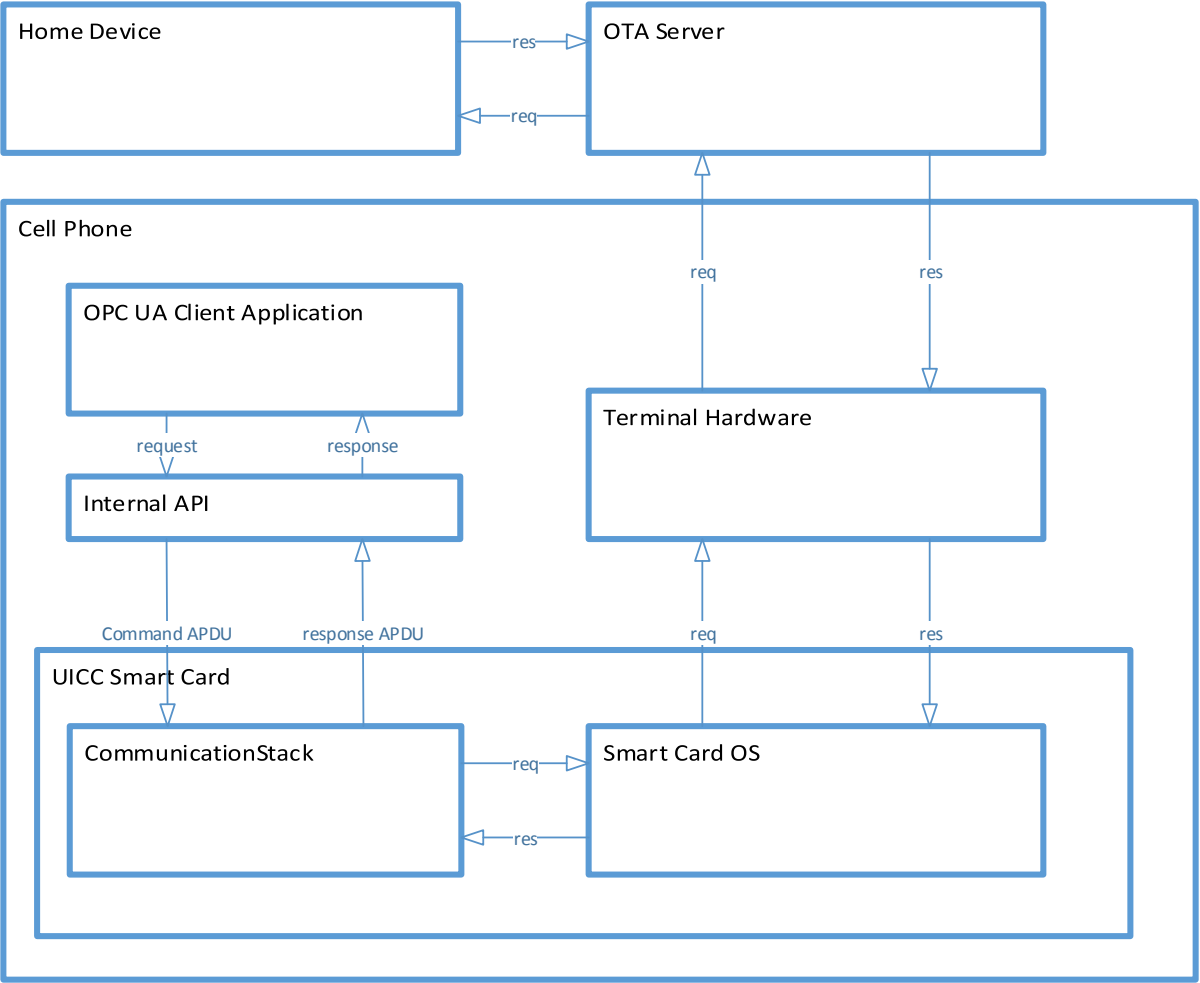 Home Device
OTA Server
res
req
Cell Phone
req
res
OPC UA Client Application
Terminal Hardware
request
response
Internal API
Command APDU
response APDU
req
res
UICC Smart Card
CommunicationStack
Smart Card OS
req
res